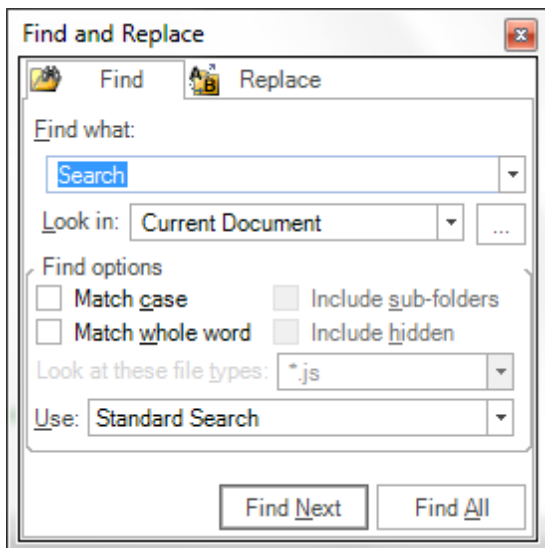 Find and Replace
Find Replace
Find what:
Search
Look in: Current Document ...
Find options
Match case Include sub-folders
Match whole word Include hidden
Look at these file types: *.js
Use: Standard Search
Find Next Find All